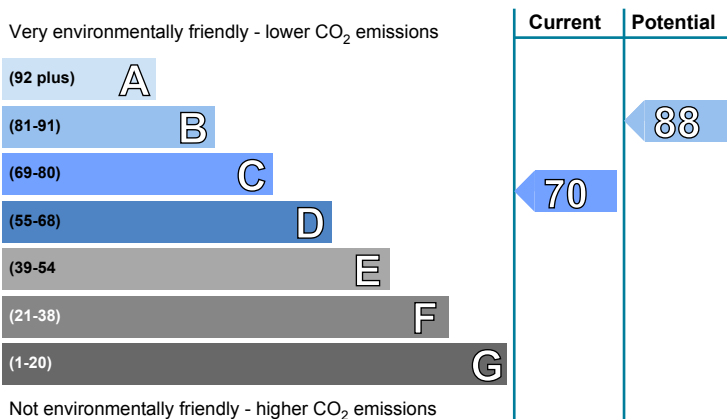 Current Potential
Very environmentally friendly - lower CO2 emissions
(92 plus) A
(81-91) B
88
(69-80) C
70
(55-68) D
(39-54 E
(21-38) F
(1-20) G
Not environmentally friendly - higher CO2 emissions